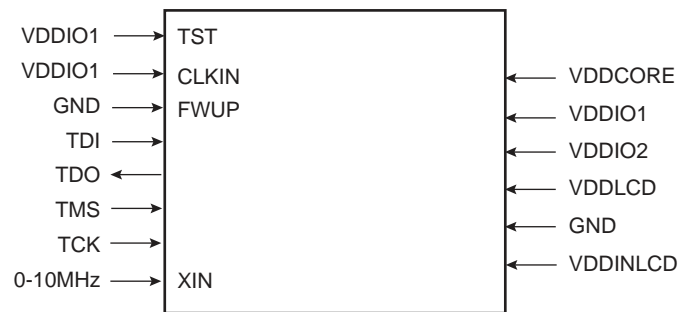 VDDIO1 TST
VDDIO1 CLKIN
GND FWUP
TDI
TDO
TMS
TCK
0-10MHz XIN
VDDCORE
VDDIO1
VDDIO2
VDDLCD
GND
VDDINLCD